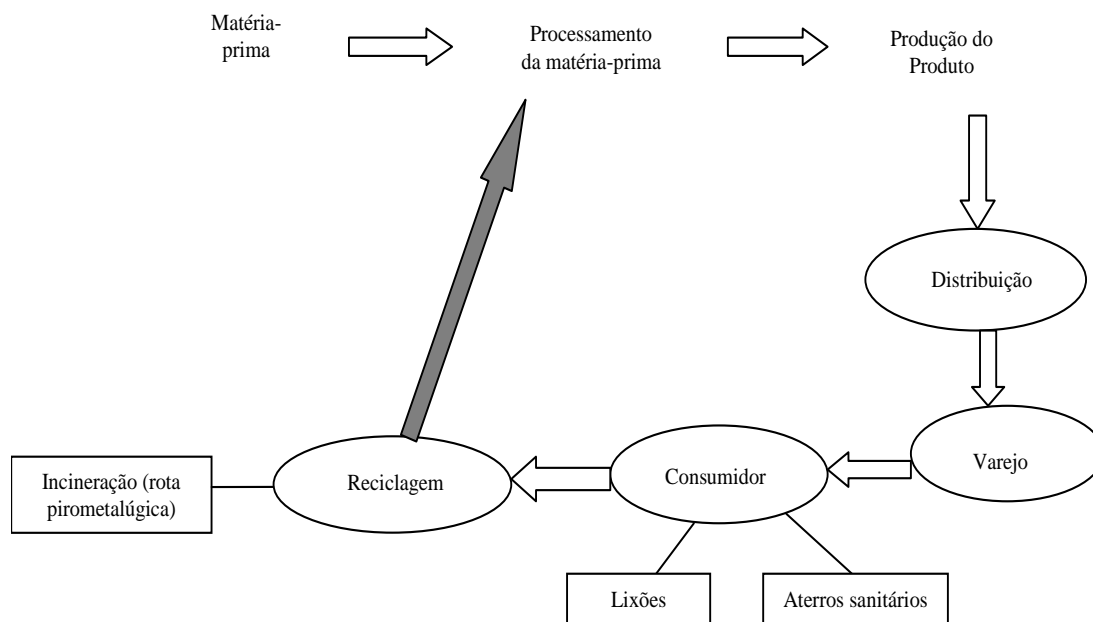 Matéria-
prima
Processamento
da matéria-prima
Produção do
Produto
Distribuição
Varejo
Consumidor
Reciclagem
Incineração (rota
pirometalúgica)
Lixões
Aterros sanitários